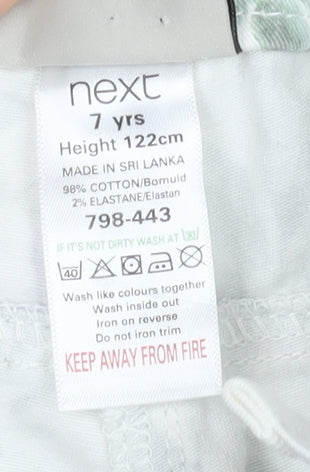 next
7 yrs
Height 122cm
MADE IN SRI LANKA
98% COTTON/Bomuld
2% ELASTANE/Elastan
798-443
IF IT'S NOT DIRTY WASH AT 30
40
Wash like colours together
Wash inside out
Iron on reverse
Do not iron trim
KEEP AWAY FROM FIRE